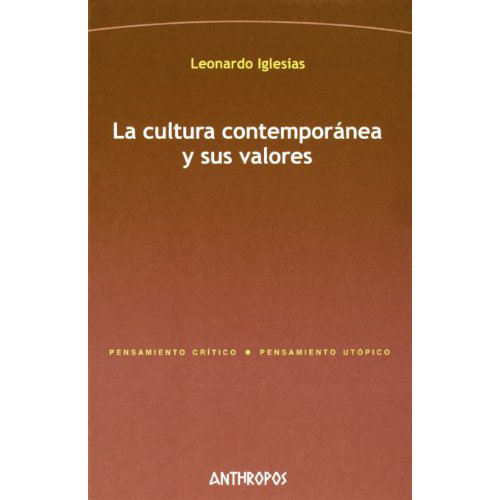 Leonardo Iglesias
La cultura contemporánea
y sus valores
PENSAMIENTO CRÍTICO • PENSAMIENTO UTÓPICO
ANTHROPOS